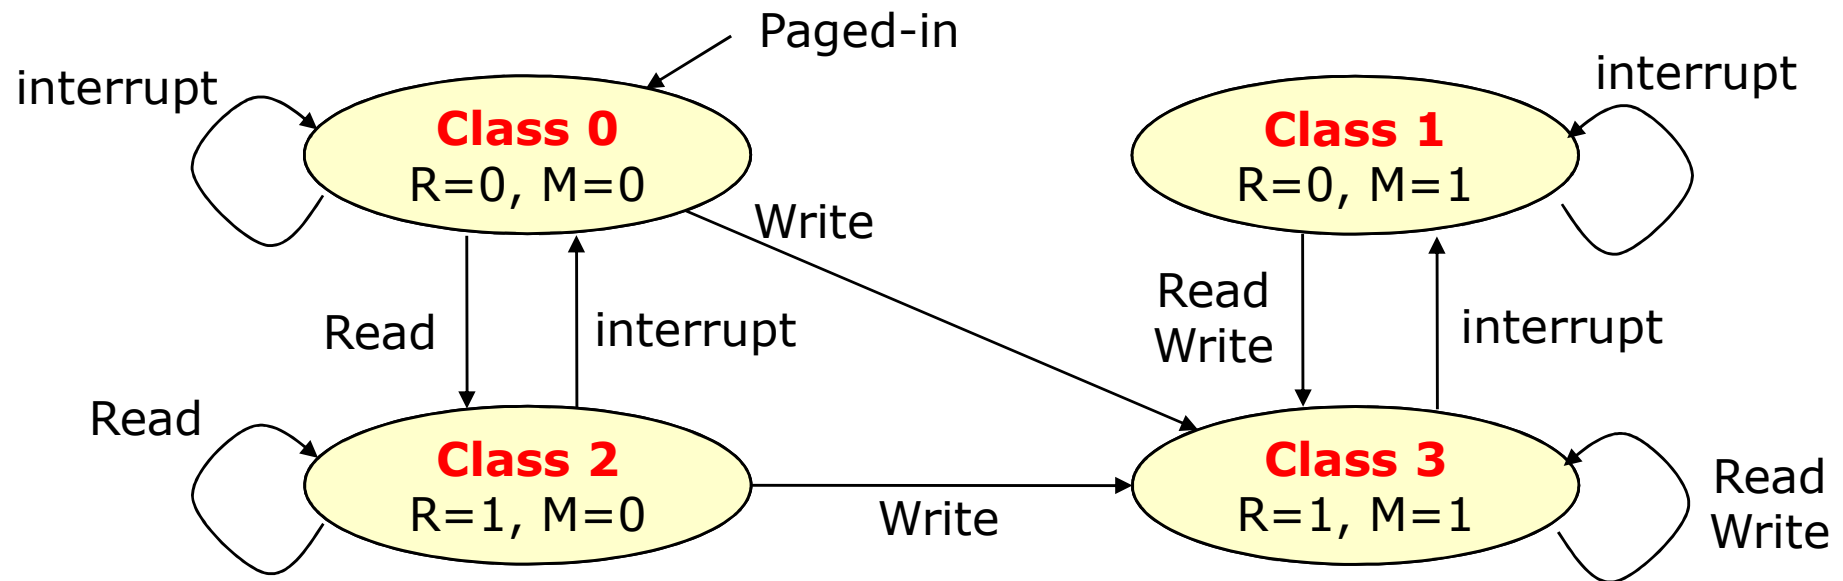 Paged-in
interrupt
Class 0
R=0, M=0
Class 1
R=0, M=1
interrupt
Write
Read
interrupt
Read
Write
interrupt
Read
Class 2
R=1, M=0
Write
Class 3
R=1, M=1
Read
Write